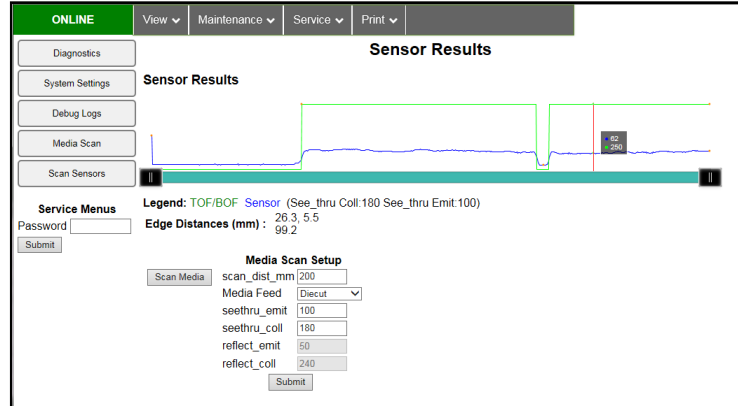 ONLINE View Maintenance Service Print
Diagnostics
System Settings
Debug Logs
Media Scan
Scan Sensors
Service Menus
Password
Submit
Sensor Results
Sensor Results
62
250
Legend: TOF/BOF Sensor (See_thru Coll:180 See_thru Emit:100)
Edge Distances (mm) : 26.3, 5.5
99.2
Media Scan Setup
Scan Media scan_dist_mm 200
Media Feed Diecut
seethru_emit 100
seethru_coll 180
reflect_emit 50
reflect_coll 240
Submit